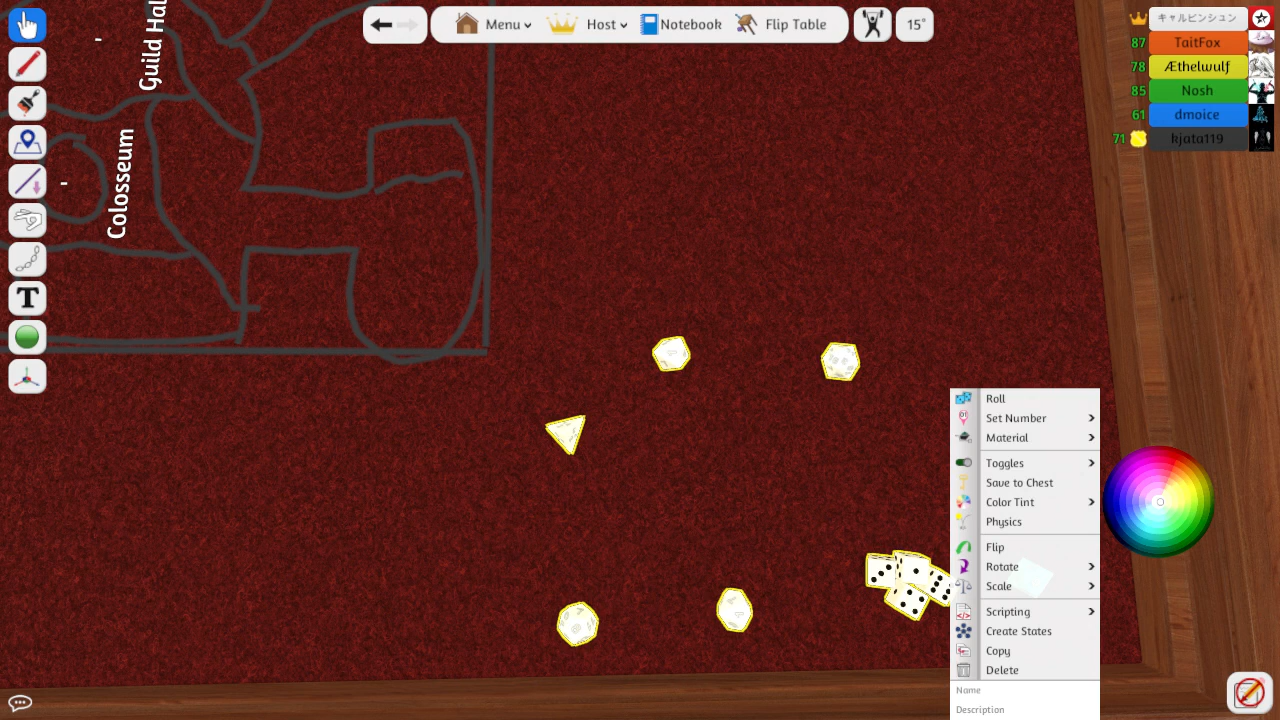 Menu
Host
Notebook
Flip Table
15°
キャルビンシュン
87 TaitFox
78 Æthelwulf
85 Nosh
61 dmoice
71 kjata119
Guild Hal
Colosseum
T
Roll
Set Number
Material
Toggles
Save to Chest
Color Tint
Physics
Flip
Rotate
Scale
Scripting
Create States
Copy
Delete
Name
Description